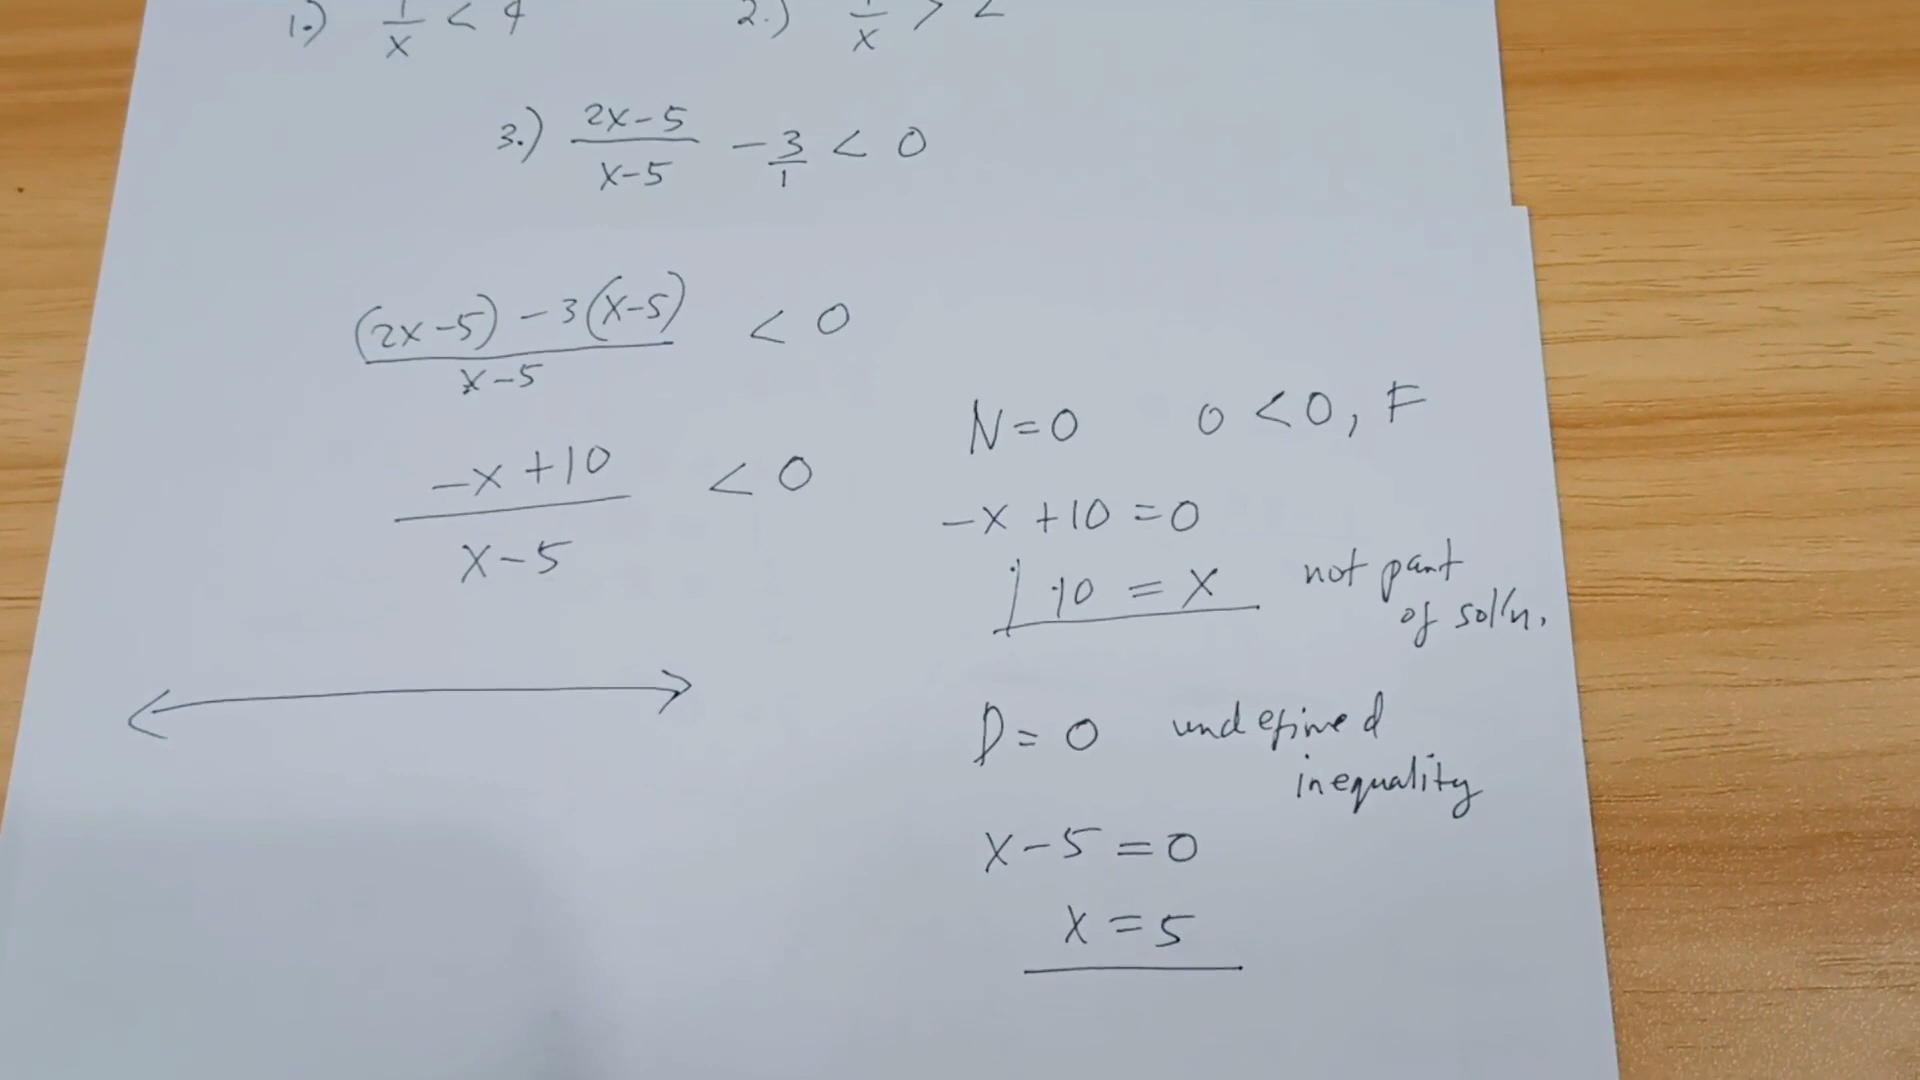 1.) 1/x < 4 2.) 1/x >
3.) (2x-5)/(x-5) - 3/1 < 0
((2x-5) - 3(x-5))/(x-5) < 0
(-x+10)/(x-5) < 0
N=0 0<0, F
-x+10=0
10=x not part
of sol'n.
D=0 undefined
inequality
x-5=0
x=5